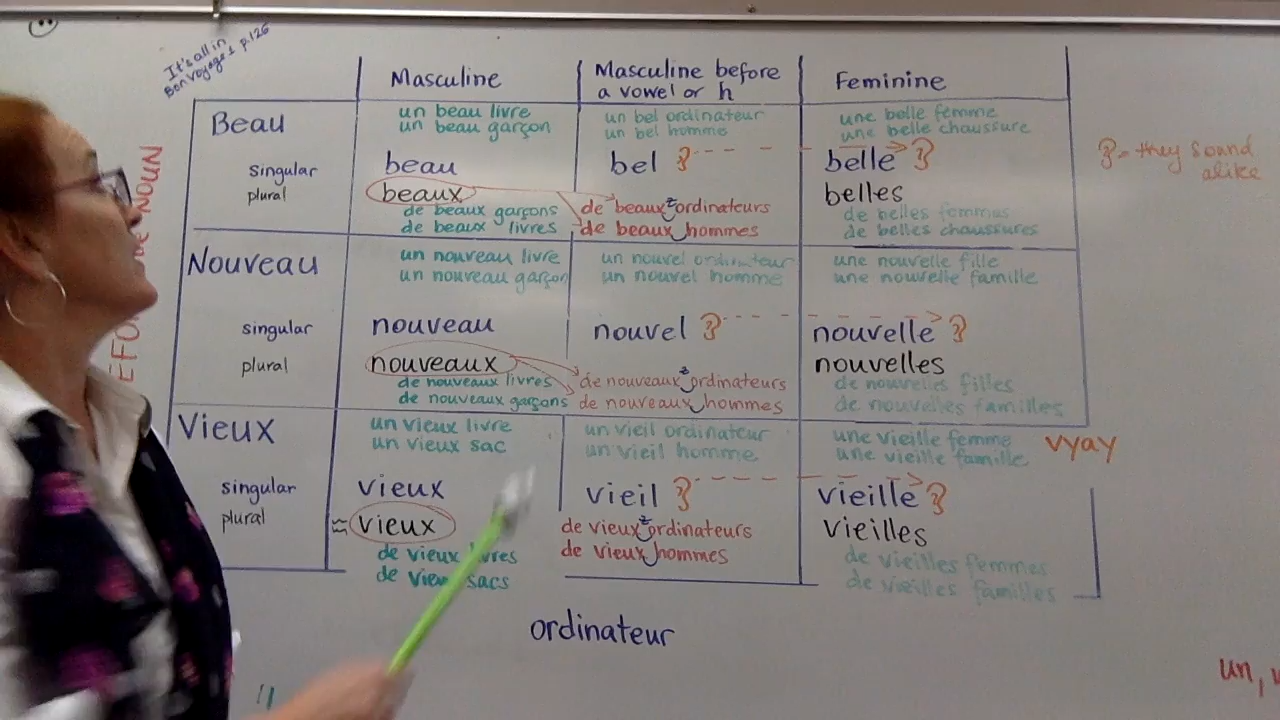 It's all in
Bon voyage 1 p.126
Masculine
Masculine before
a vowel or h
Feminine
Beau
un beau livre
un beau garçon
un bel ordinateur
un bel homme
une belle femme
une belle chaussure
singular
beau
bel
belle
= they sound
alike
plural
beaux
belles
de beaux garçons
de beaux livres
de beaux ordinateurs
z
de beaux hommes
de belles femmes
de belles chaussures
NOUN
Nouveau
un nouveau livre
un nouveau garçon
un nouvel ordinateur
un nouvel homme
une nouvelle fille
une nouvelle famille
singular
nouveau
nouvel
nouvelle
plural
nouveaux
nouvelles
de nouveaux livres
de nouveaux garçons
z
de nouveaux ordinateurs
de nouveaux hommes
de nouvelles filles
de nouvelles familles
Vieux
un vieux livre
un vieux sac
un vieil ordinateur
un vieil homme
une vieille femme
une vieille famille
vyay
singular
vieux
vieil
vieille
plural
≈ vieux
vieilles
de vieux livres
de vieux sacs
z
de vieux ordinateurs
de vieux hommes
de vieilles femmes
de vieilles familles
ordinateur
un,